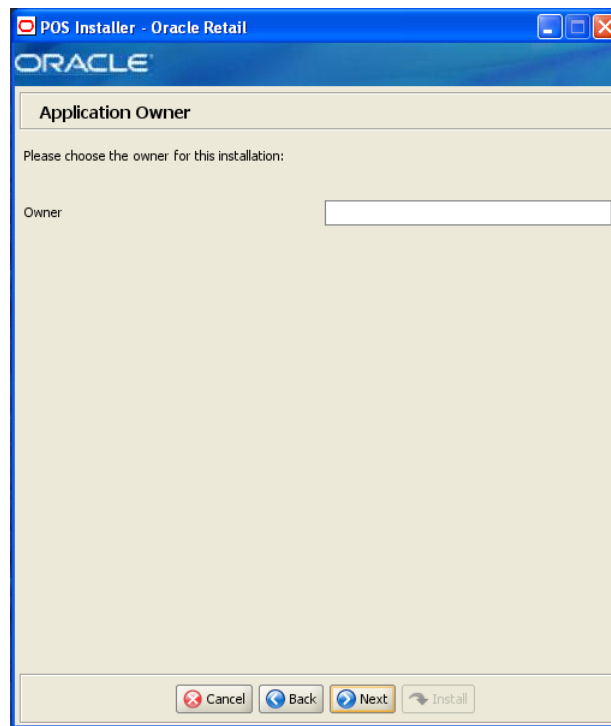 POS Installer - Oracle Retail
ORACLE
Application Owner
Please choose the owner for this installation:
Owner
Cancel Back Next Install